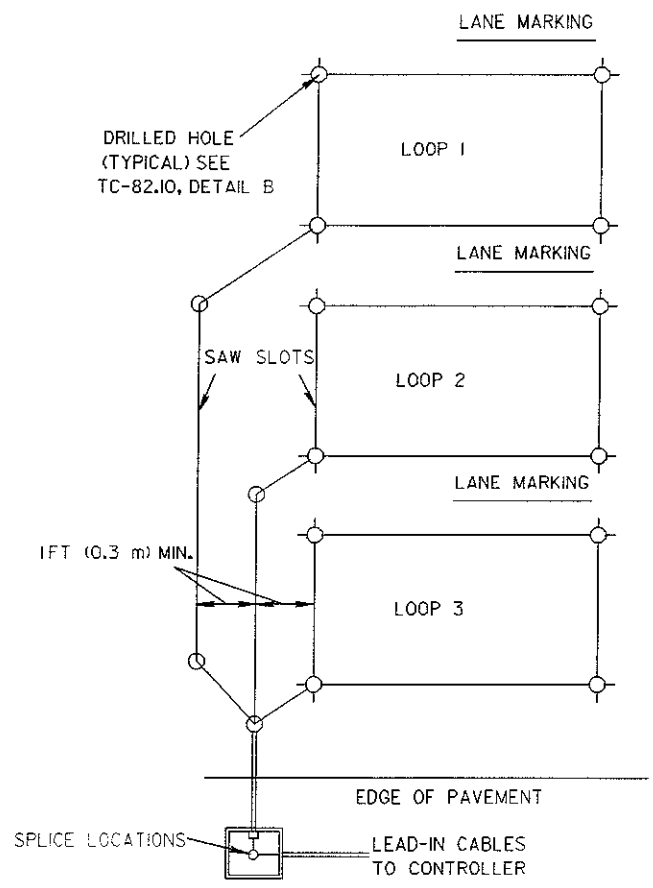 LANE MARKING
DRILLED HOLE
(TYPICAL) SEE
TC-82.10, DETAIL B
LOOP 1
LANE MARKING
SAW SLOTS
LOOP 2
LANE MARKING
1FT (0.3 m) MIN.
LOOP 3
EDGE OF PAVEMENT
SPLICE LOCATIONS
LEAD-IN CABLES
TO CONTROLLER